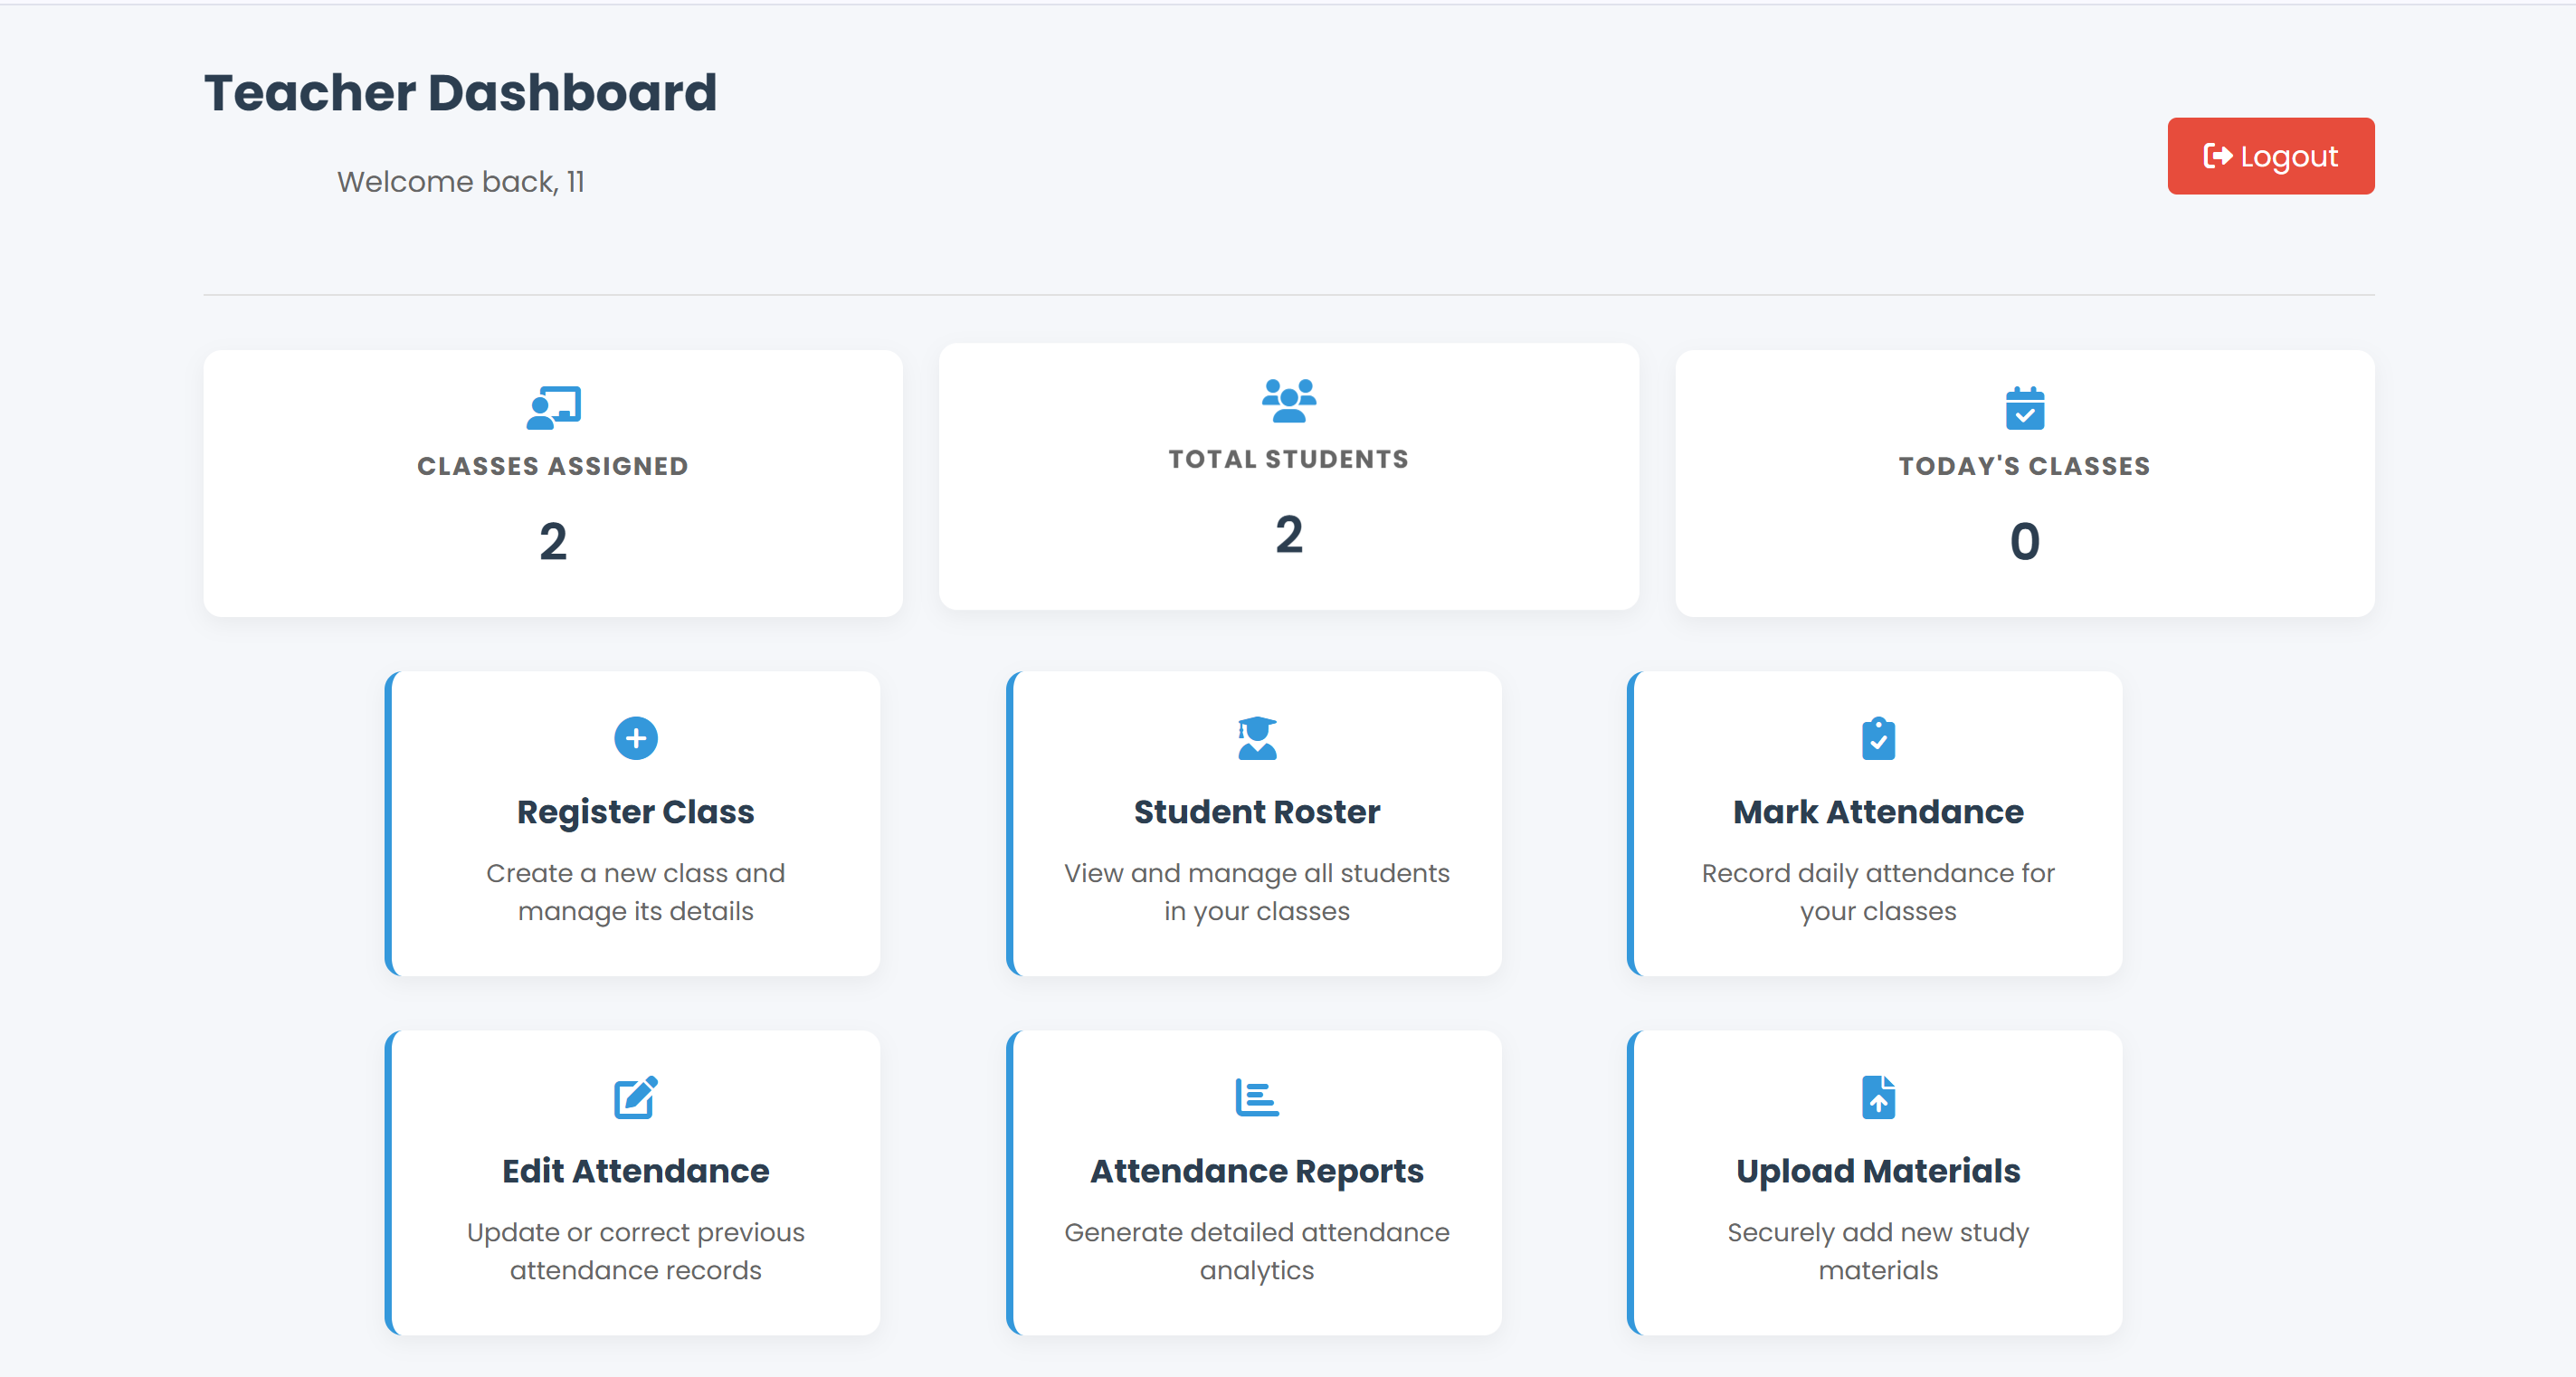 Teacher Dashboard
Welcome back, 11
Logout
CLASSES ASSIGNED
2
TOTAL STUDENTS
2
TODAY'S CLASSES
0
Register Class
Create a new class and
manage its details
Student Roster
View and manage all students
in your classes
Mark Attendance
Record daily attendance for
your classes
Edit Attendance
Update or correct previous
attendance records
Attendance Reports
Generate detailed attendance
analytics
Upload Materials
Securely add new study
materials